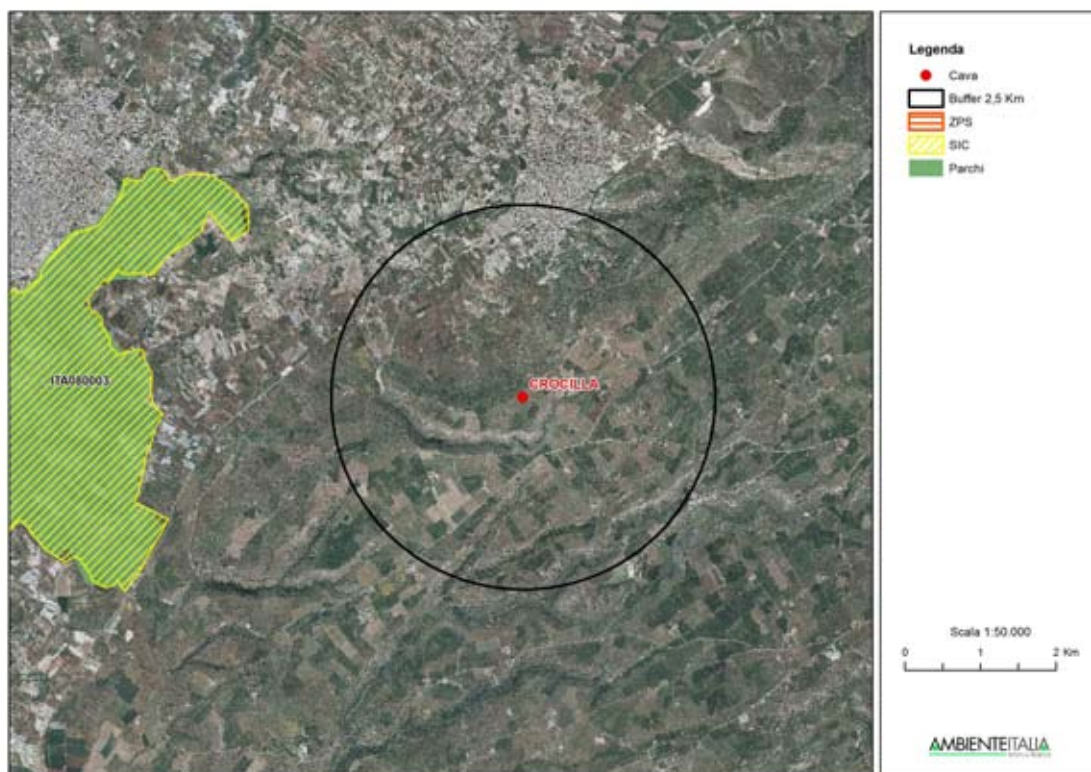 Legenda
Cava
Buffer 2,5 Km
ZPS
SIC
Parchi
ITA080003
CROCILLA
Scala 1:50.000
0 1 2 Km
AMBIENTEITALIA